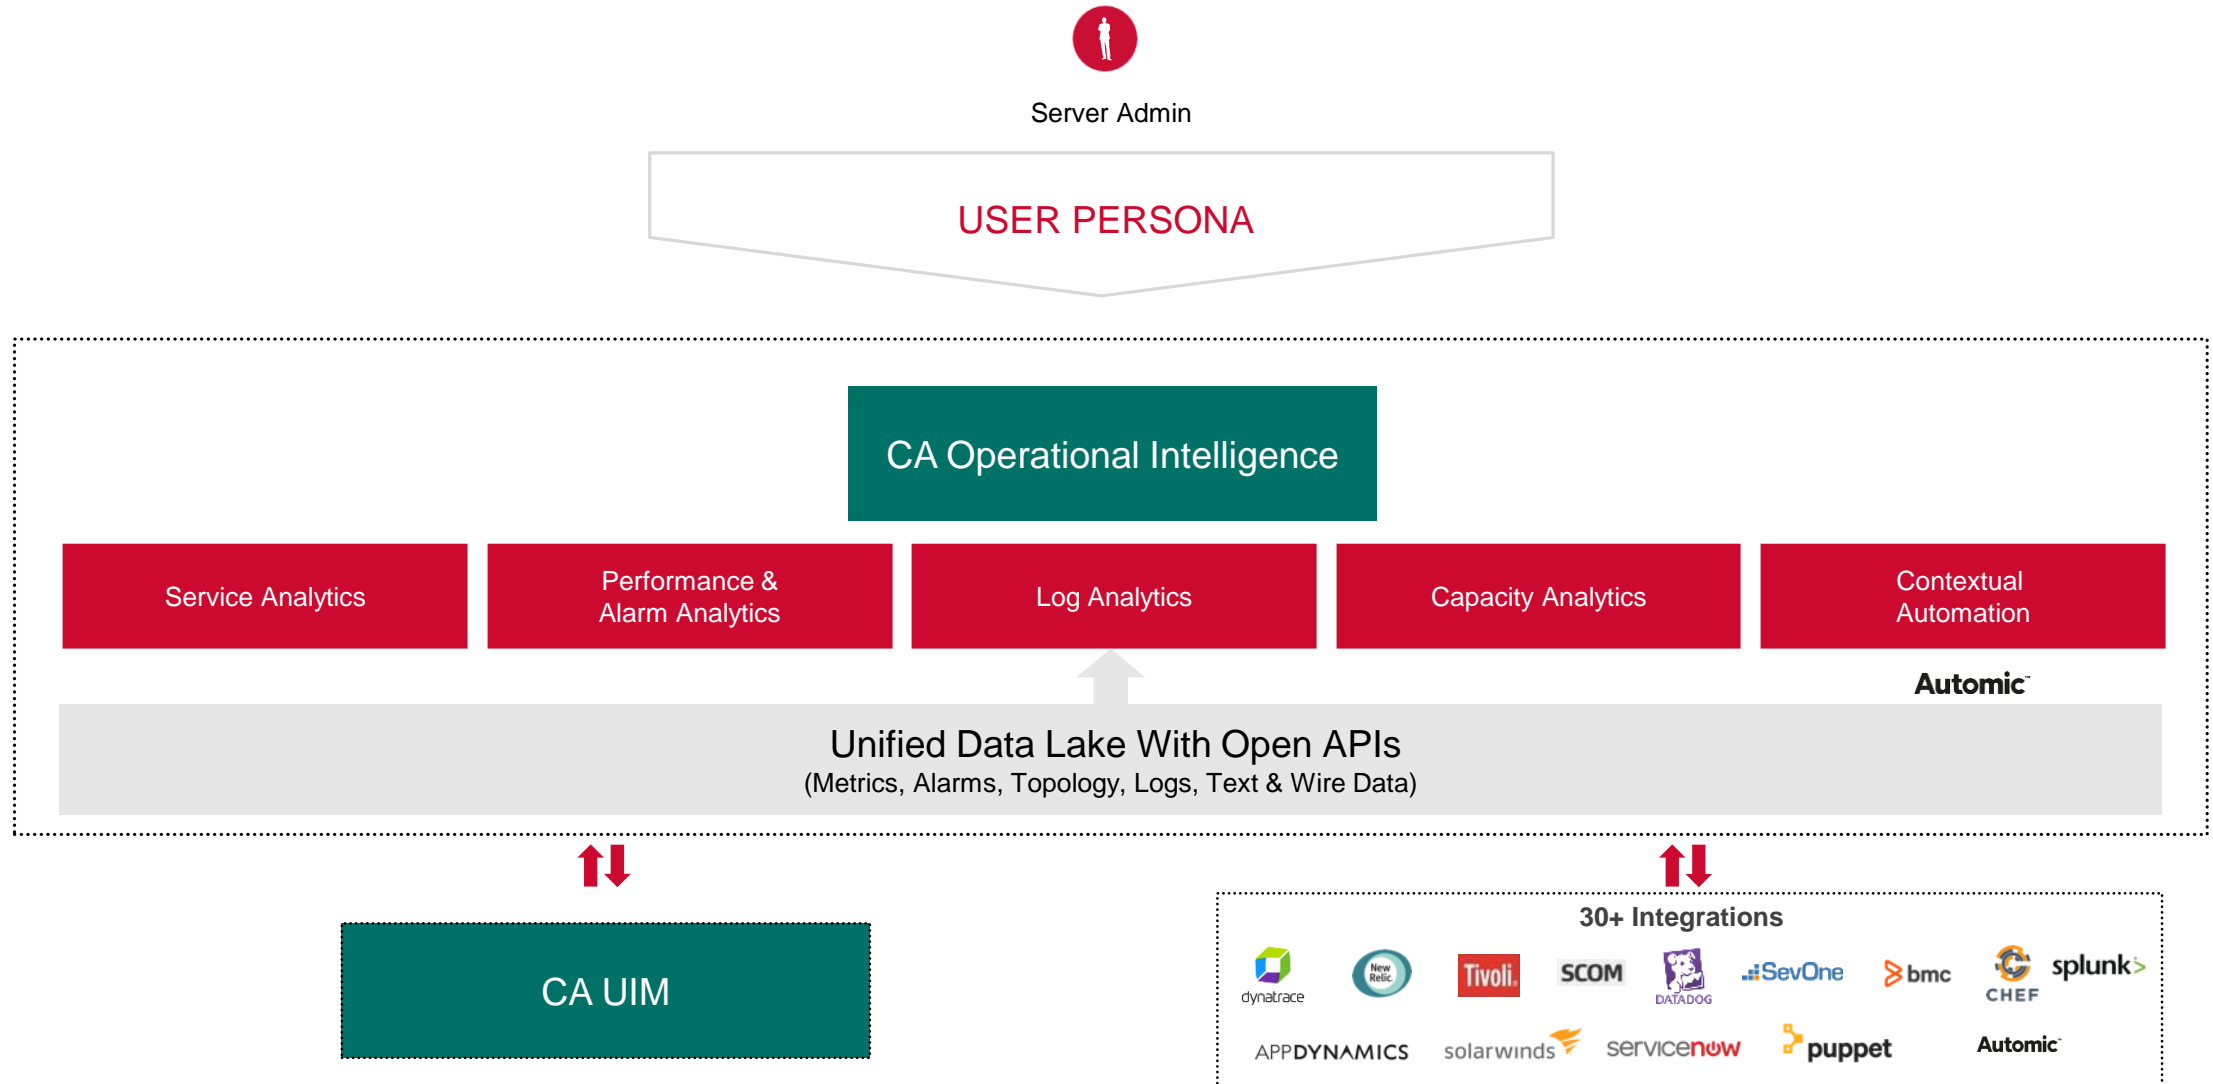 Server Admin
USER PERSONA
CA Operational Intelligence
Service Analytics
Performance &
Alarm Analytics
Log Analytics
Capacity Analytics
Contextual
Automation
Automic™
Unified Data Lake With Open APIs
(Metrics, Alarms, Topology, Logs, Text & Wire Data)
CA UIM
30+ Integrations
dynatrace
New
Relic.
Tivoli.
SCOM
DATADOG
SevOne
bmc
CHEF
splunk>
APPDYNAMICS
solarwinds
servicenow
puppet
Automic